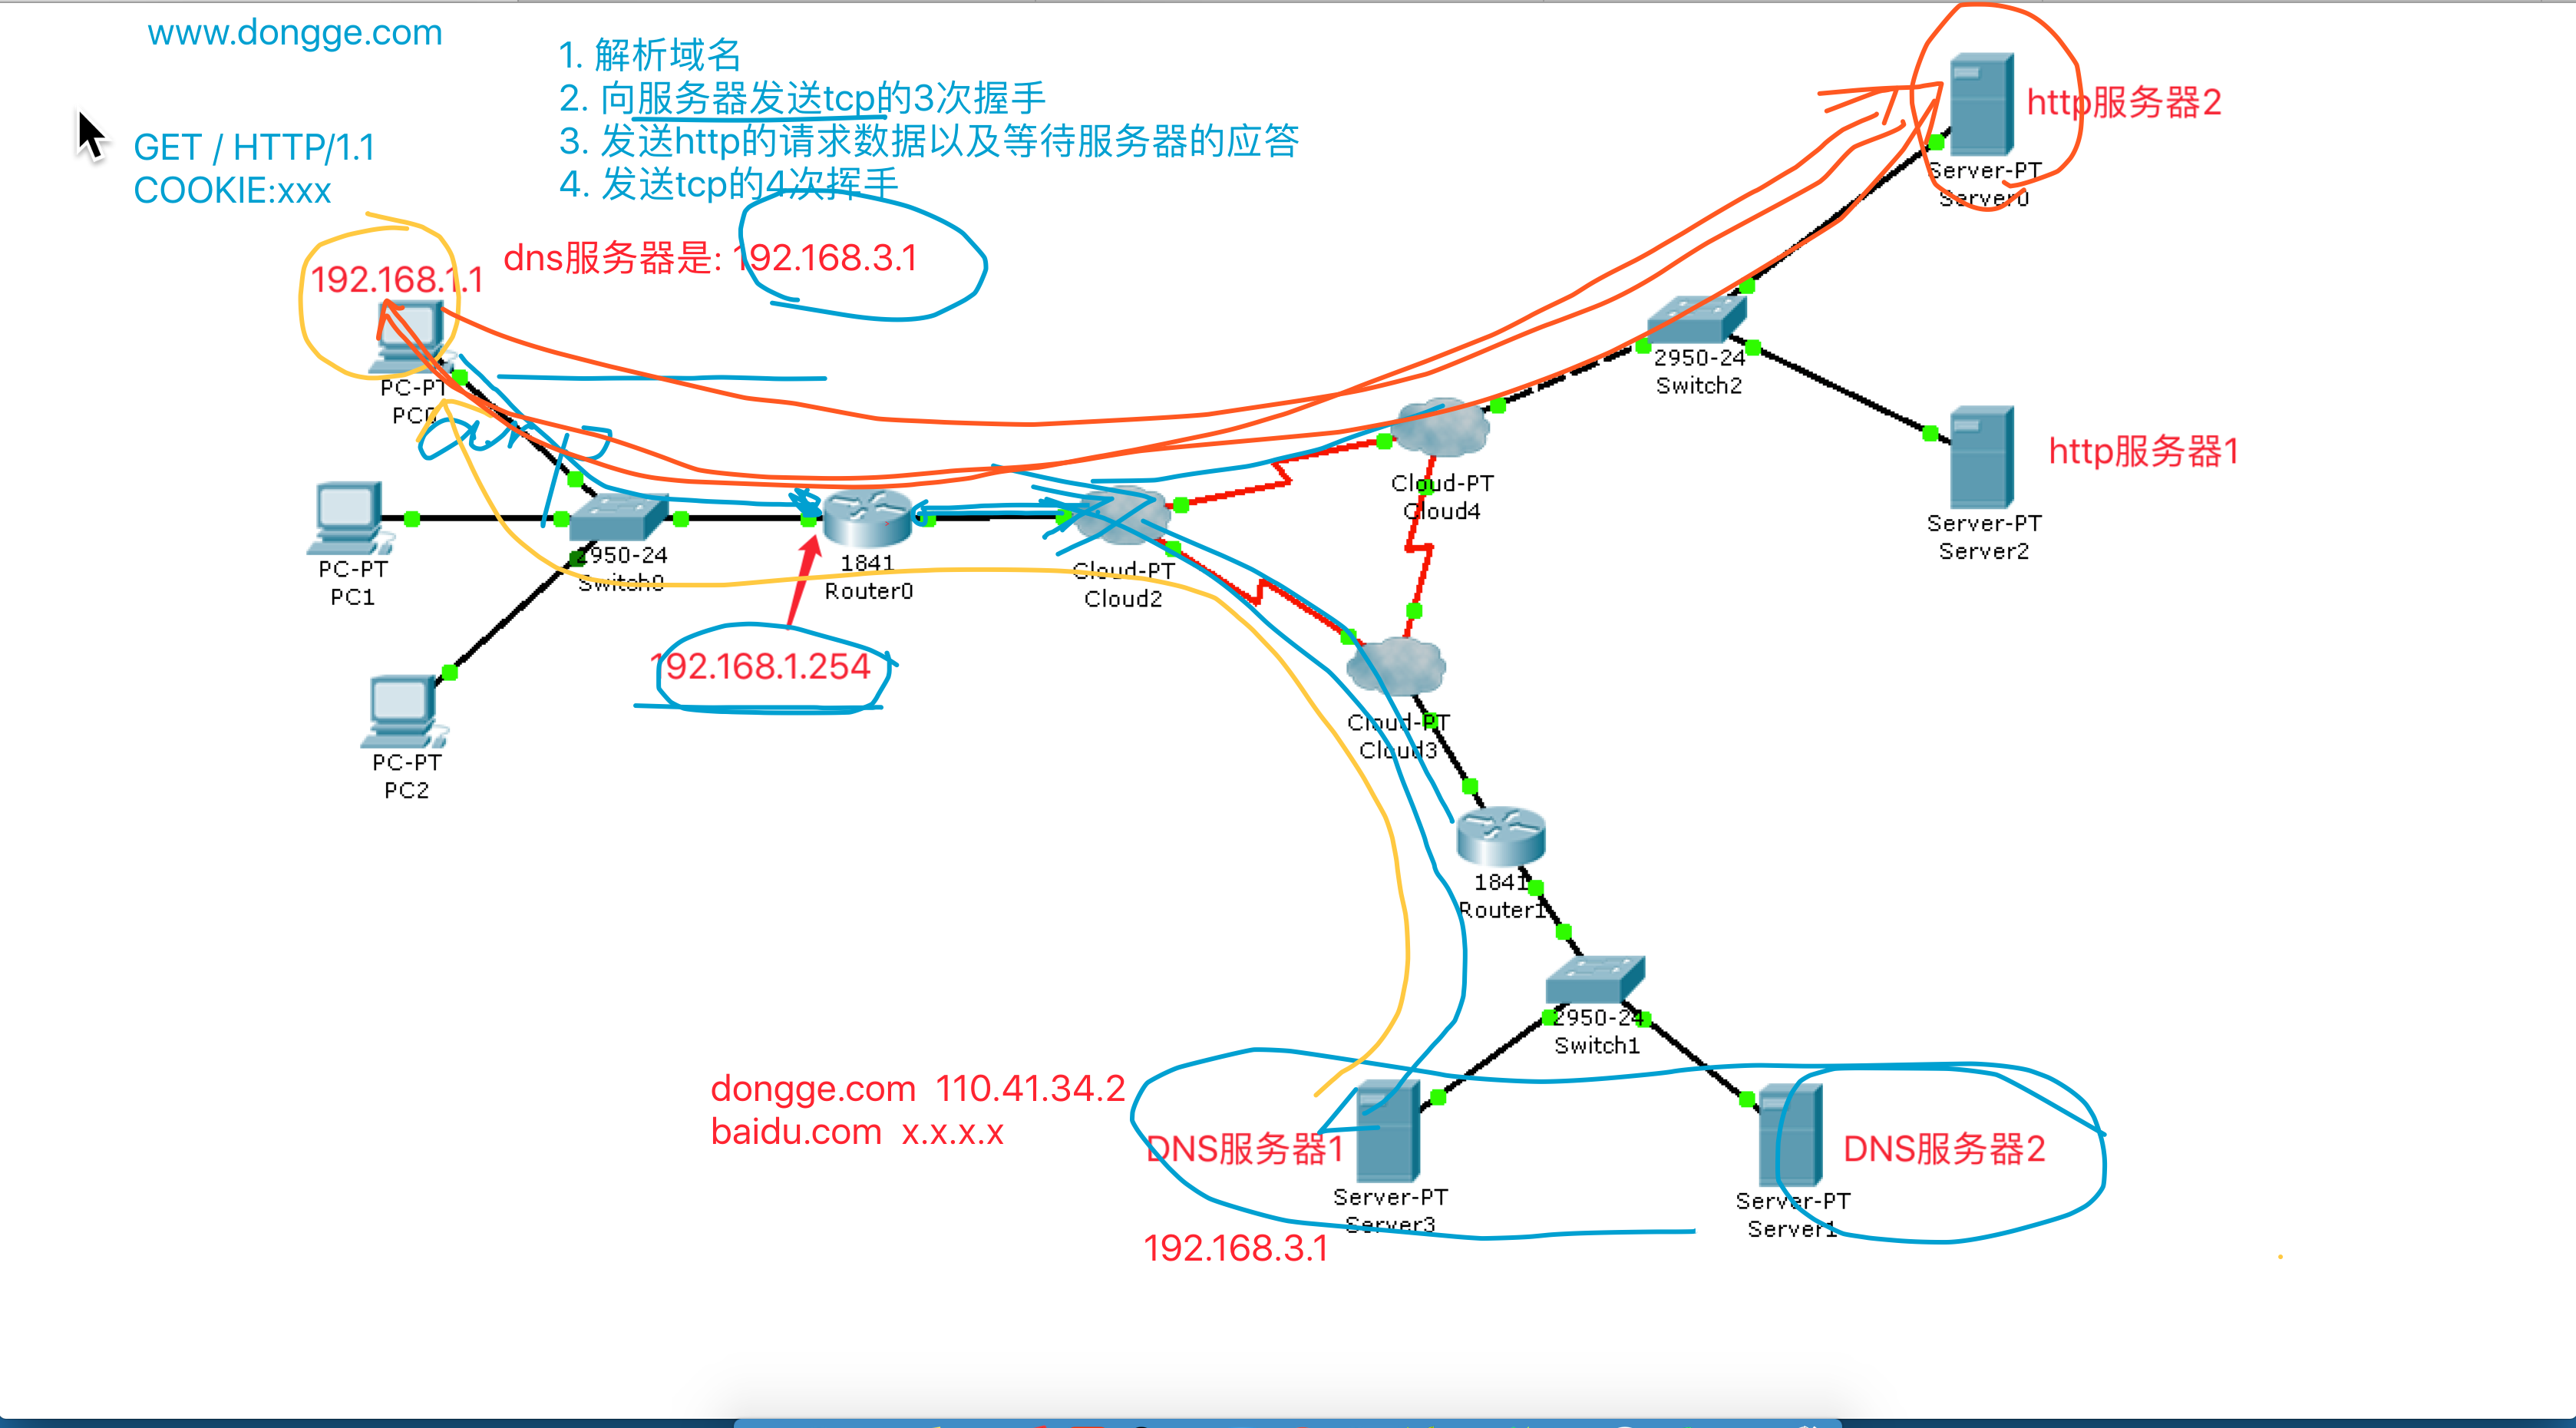 www.dongge.com
1. 解析域名
2. 向服务器发送tcp的3次握手
3. 发送http的请求数据以及等待服务器的应答
4. 发送tcp的4次挥手
GET / HTTP/1.1
COOKIE:xxx
http服务器2
Server-PT
Server0
dns服务器是: 192.168.3.1
192.168.1.1
PC-PT
PC0
arp
2950-24
Switch2
http服务器1
Server-PT
Server2
Cloud-PT
Cloud4
PC-PT
PC1
2950-24
Switch0
1841
Router0
Cloud-PT
Cloud2
192.168.1.254
Cloud-PT
Cloud3
PC-PT
PC2
1841
Router1
2950-24
Switch1
dongge.com 110.41.34.2
baidu.com x.x.x.x
DNS服务器1
Server-PT
Server3
192.168.3.1
DNS服务器2
Server-PT
Server1